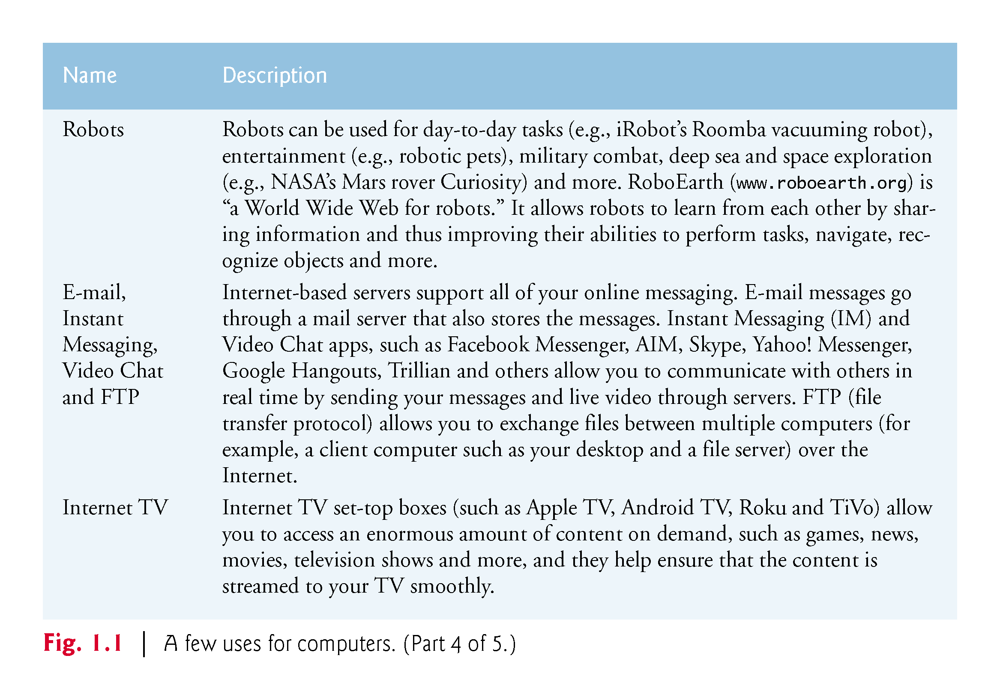 Name Description
Robots Robots can be used for day-to-day tasks (e.g., iRobot’s Roomba vacuuming robot),
entertainment (e.g., robotic pets), military combat, deep sea and space exploration
(e.g., NASA’s Mars rover Curiosity) and more. RoboEarth (www.roboearth.org) is
“a World Wide Web for robots.” It allows robots to learn from each other by shar-
ing information and thus improving their abilities to perform tasks, navigate, rec-
ognize objects and more.
E-mail, Internet-based servers support all of your online messaging. E-mail messages go
Instant through a mail server that also stores the messages. Instant Messaging (IM) and
Messaging, Video Chat apps, such as Facebook Messenger, AIM, Skype, Yahoo! Messenger,
Video Chat Google Hangouts, Trillian and others allow you to communicate with others in
and FTP real time by sending your messages and live video through servers. FTP (file
transfer protocol) allows you to exchange files between multiple computers (for
example, a client computer such as your desktop and a file server) over the
Internet.
Internet TV Internet TV set-top boxes (such as Apple TV, Android TV, Roku and TiVo) allow
you to access an enormous amount of content on demand, such as games, news,
movies, television shows and more, and they help ensure that the content is
streamed to your TV smoothly.
Fig. 1.1 | A few uses for computers. (Part 4 of 5.)